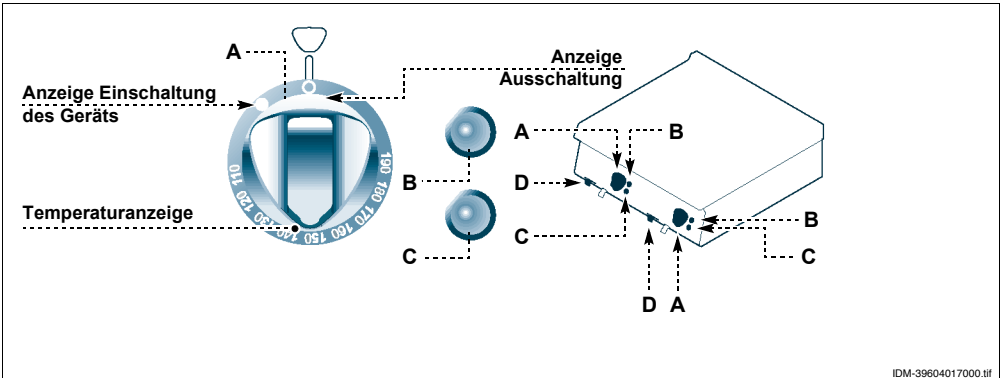 A
Anzeige
Ausschaltung
Anzeige Einschaltung
des Geräts
Temperaturanzeige
110 120 130 140 150 160 170 180 190
B
C
A
B
D
C
B
C
D A
IDM-39604017000.tif